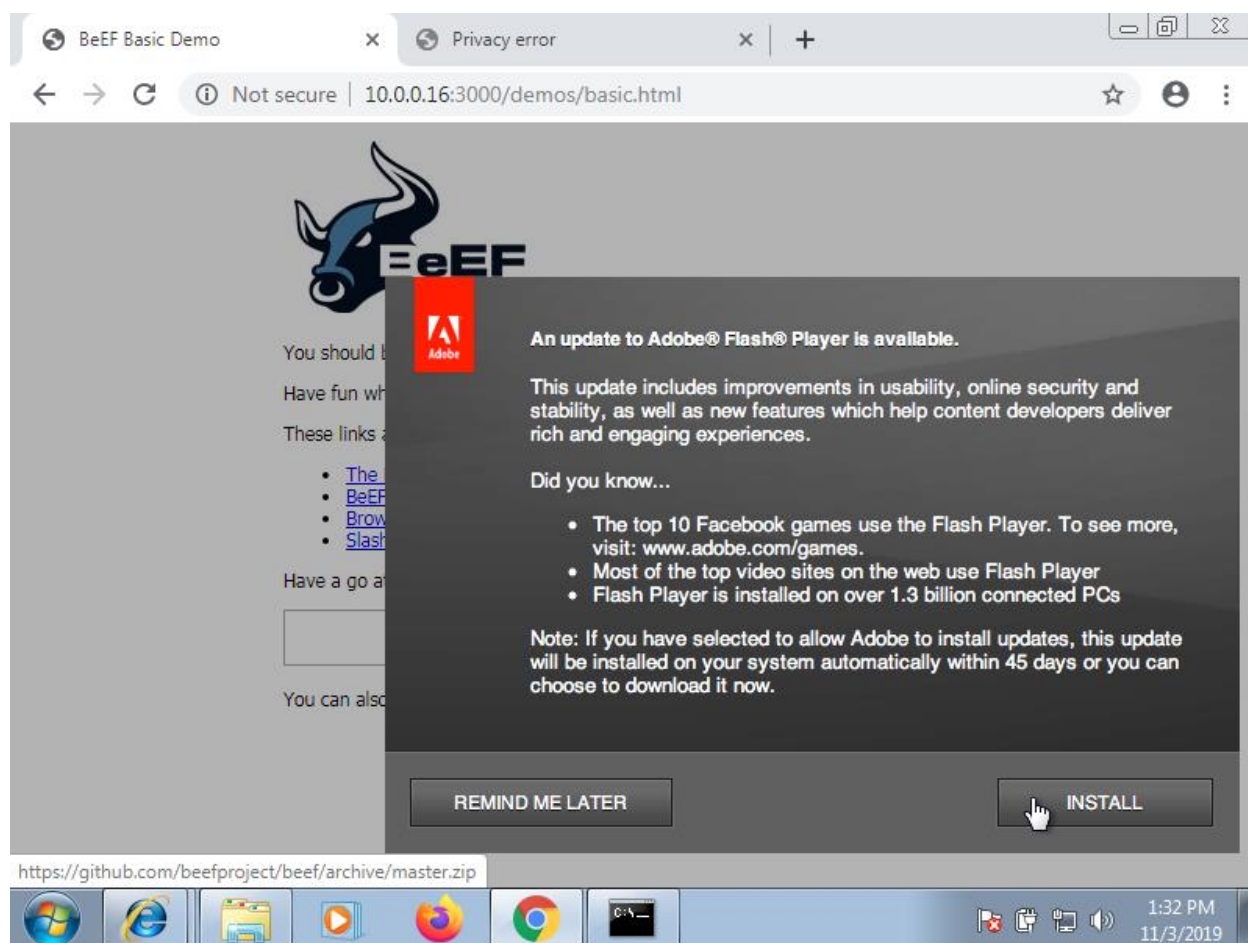 BeEF Basic Demo
Privacy error
Not secure | 10.0.0.16:3000/demos/basic.html
BeEF
You should b
Have fun wh
These links a
The
BeEF
Brow
Slash
Have a go at
You can also
Adobe
An update to Adobe® Flash® Player is available.
This update includes improvements in usability, online security and
stability, as well as new features which help content developers deliver
rich and engaging experiences.
Did you know...
• The top 10 Facebook games use the Flash Player. To see more,
visit: www.adobe.com/games.
• Most of the top video sites on the web use Flash Player
• Flash Player is installed on over 1.3 billion connected PCs
Note: If you have selected to allow Adobe to install updates, this update
will be installed on your system automatically within 45 days or you can
choose to download it now.
REMIND ME LATER
INSTALL
https://github.com/beefproject/beef/archive/master.zip
C:\
1:32 PM
11/3/2019